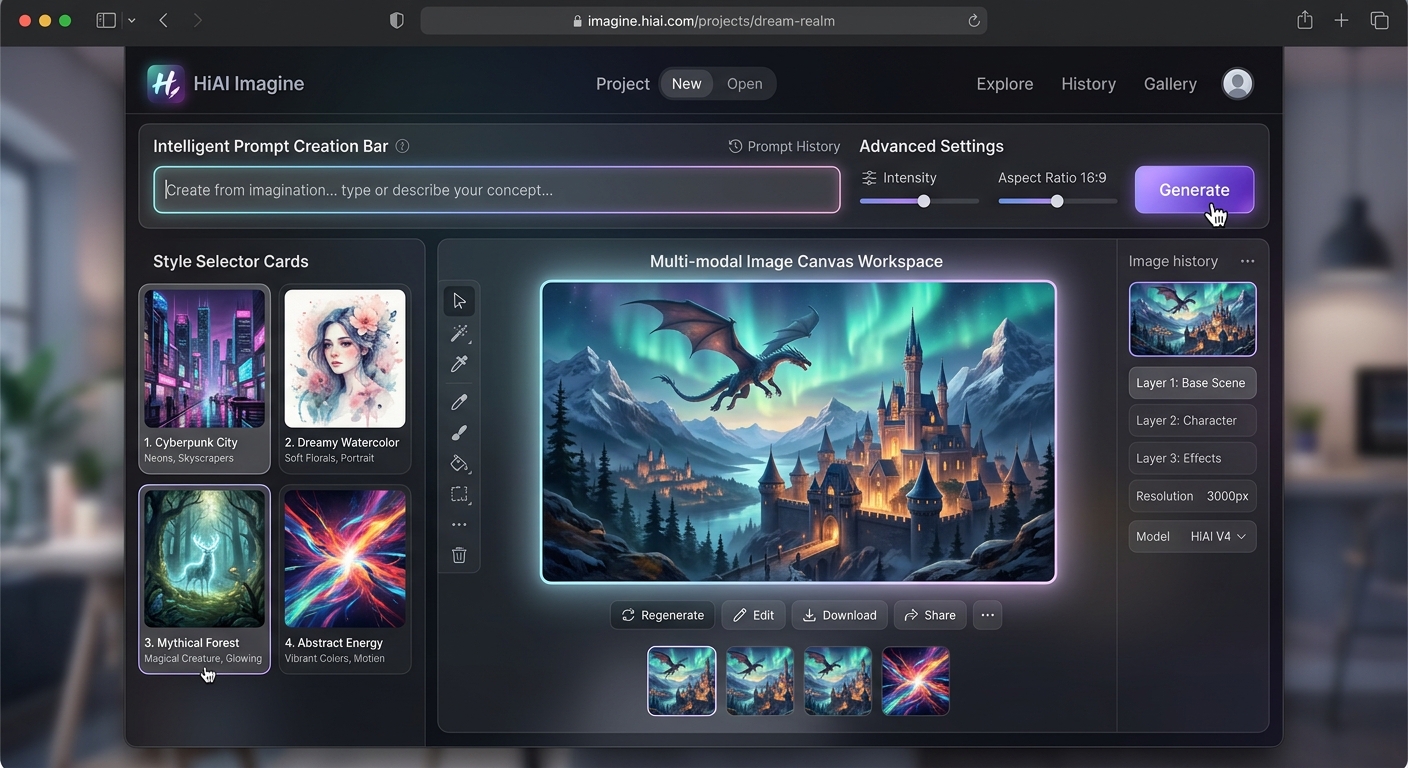 imagine.hiai.com/projects/dream-realm
HiAI Imagine
Project
New
Open
Explore
History
Gallery
Intelligent Prompt Creation Bar
?
Prompt History
Create from imagination... type or describe your concept...
Advanced Settings
Intensity
Aspect Ratio 16:9
Generate
Style Selector Cards
1. Cyberpunk City
Neons, Skyscrapers
2. Dreamy Watercolor
Soft Florals, Portrait
3. Mythical Forest
Magical Creature, Glowing
4. Abstract Energy
Vibrant Colers, Motien
Multi-modal Image Canvas Workspace
Regenerate
Edit
Download
Share
Image history
Layer 1: Base Scene
Layer 2: Character
Layer 3: Effects
Resolution 3000px
Model HiAI V4